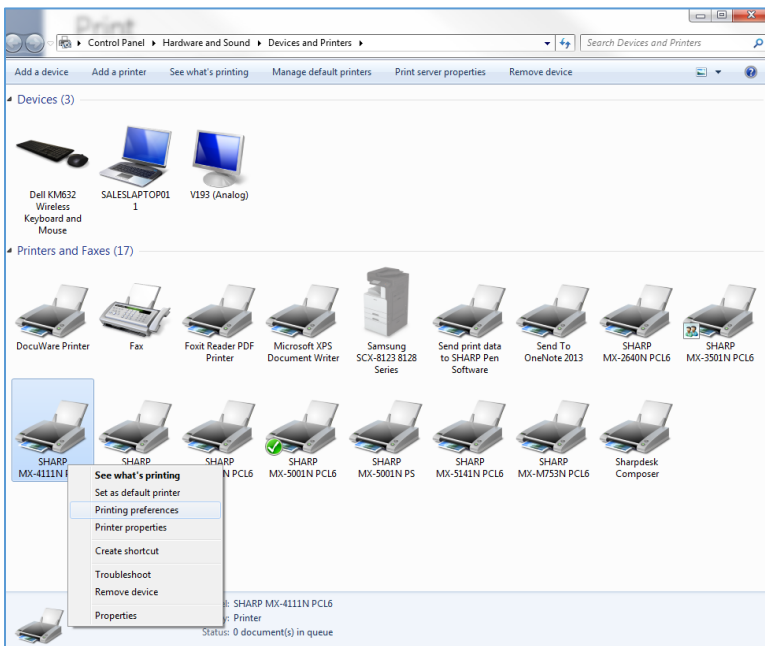 Print
Control Panel Hardware and Sound Devices and Printers
Search Devices and Printers
Add a device Add a printer See what's printing Manage default printers Print server properties Remove device
Devices (3)
Dell KM632
Wireless
Keyboard and
Mouse
SALESLAPTOP01
1
V193 (Analog)
Printers and Faxes (17)
DocuWare Printer
Fax
Foxit Reader PDF
Printer
Microsoft XPS
Document Writer
Samsung
SCX-8123 8128
Series
Send print data
to SHARP Pen
Software
Send To
OneNote 2013
SHARP
MX-2640N PCL6
SHARP
MX-3501N PCL6
SHARP
MX-4111N
SHARP
SHARP
N PCL6
SHARP
MX-5001N PCL6
SHARP
MX-5001N PS
SHARP
MX-5141N PCL6
SHARP
MX-M753N PCL6
Sharpdesk
Composer
See what's printing
Set as default printer
Printing preferences
Printer properties
Create shortcut
Troubleshoot
Remove device
Properties
SHARP MX-4111N PCL6
Printer
Status: 0 document(s) in queue